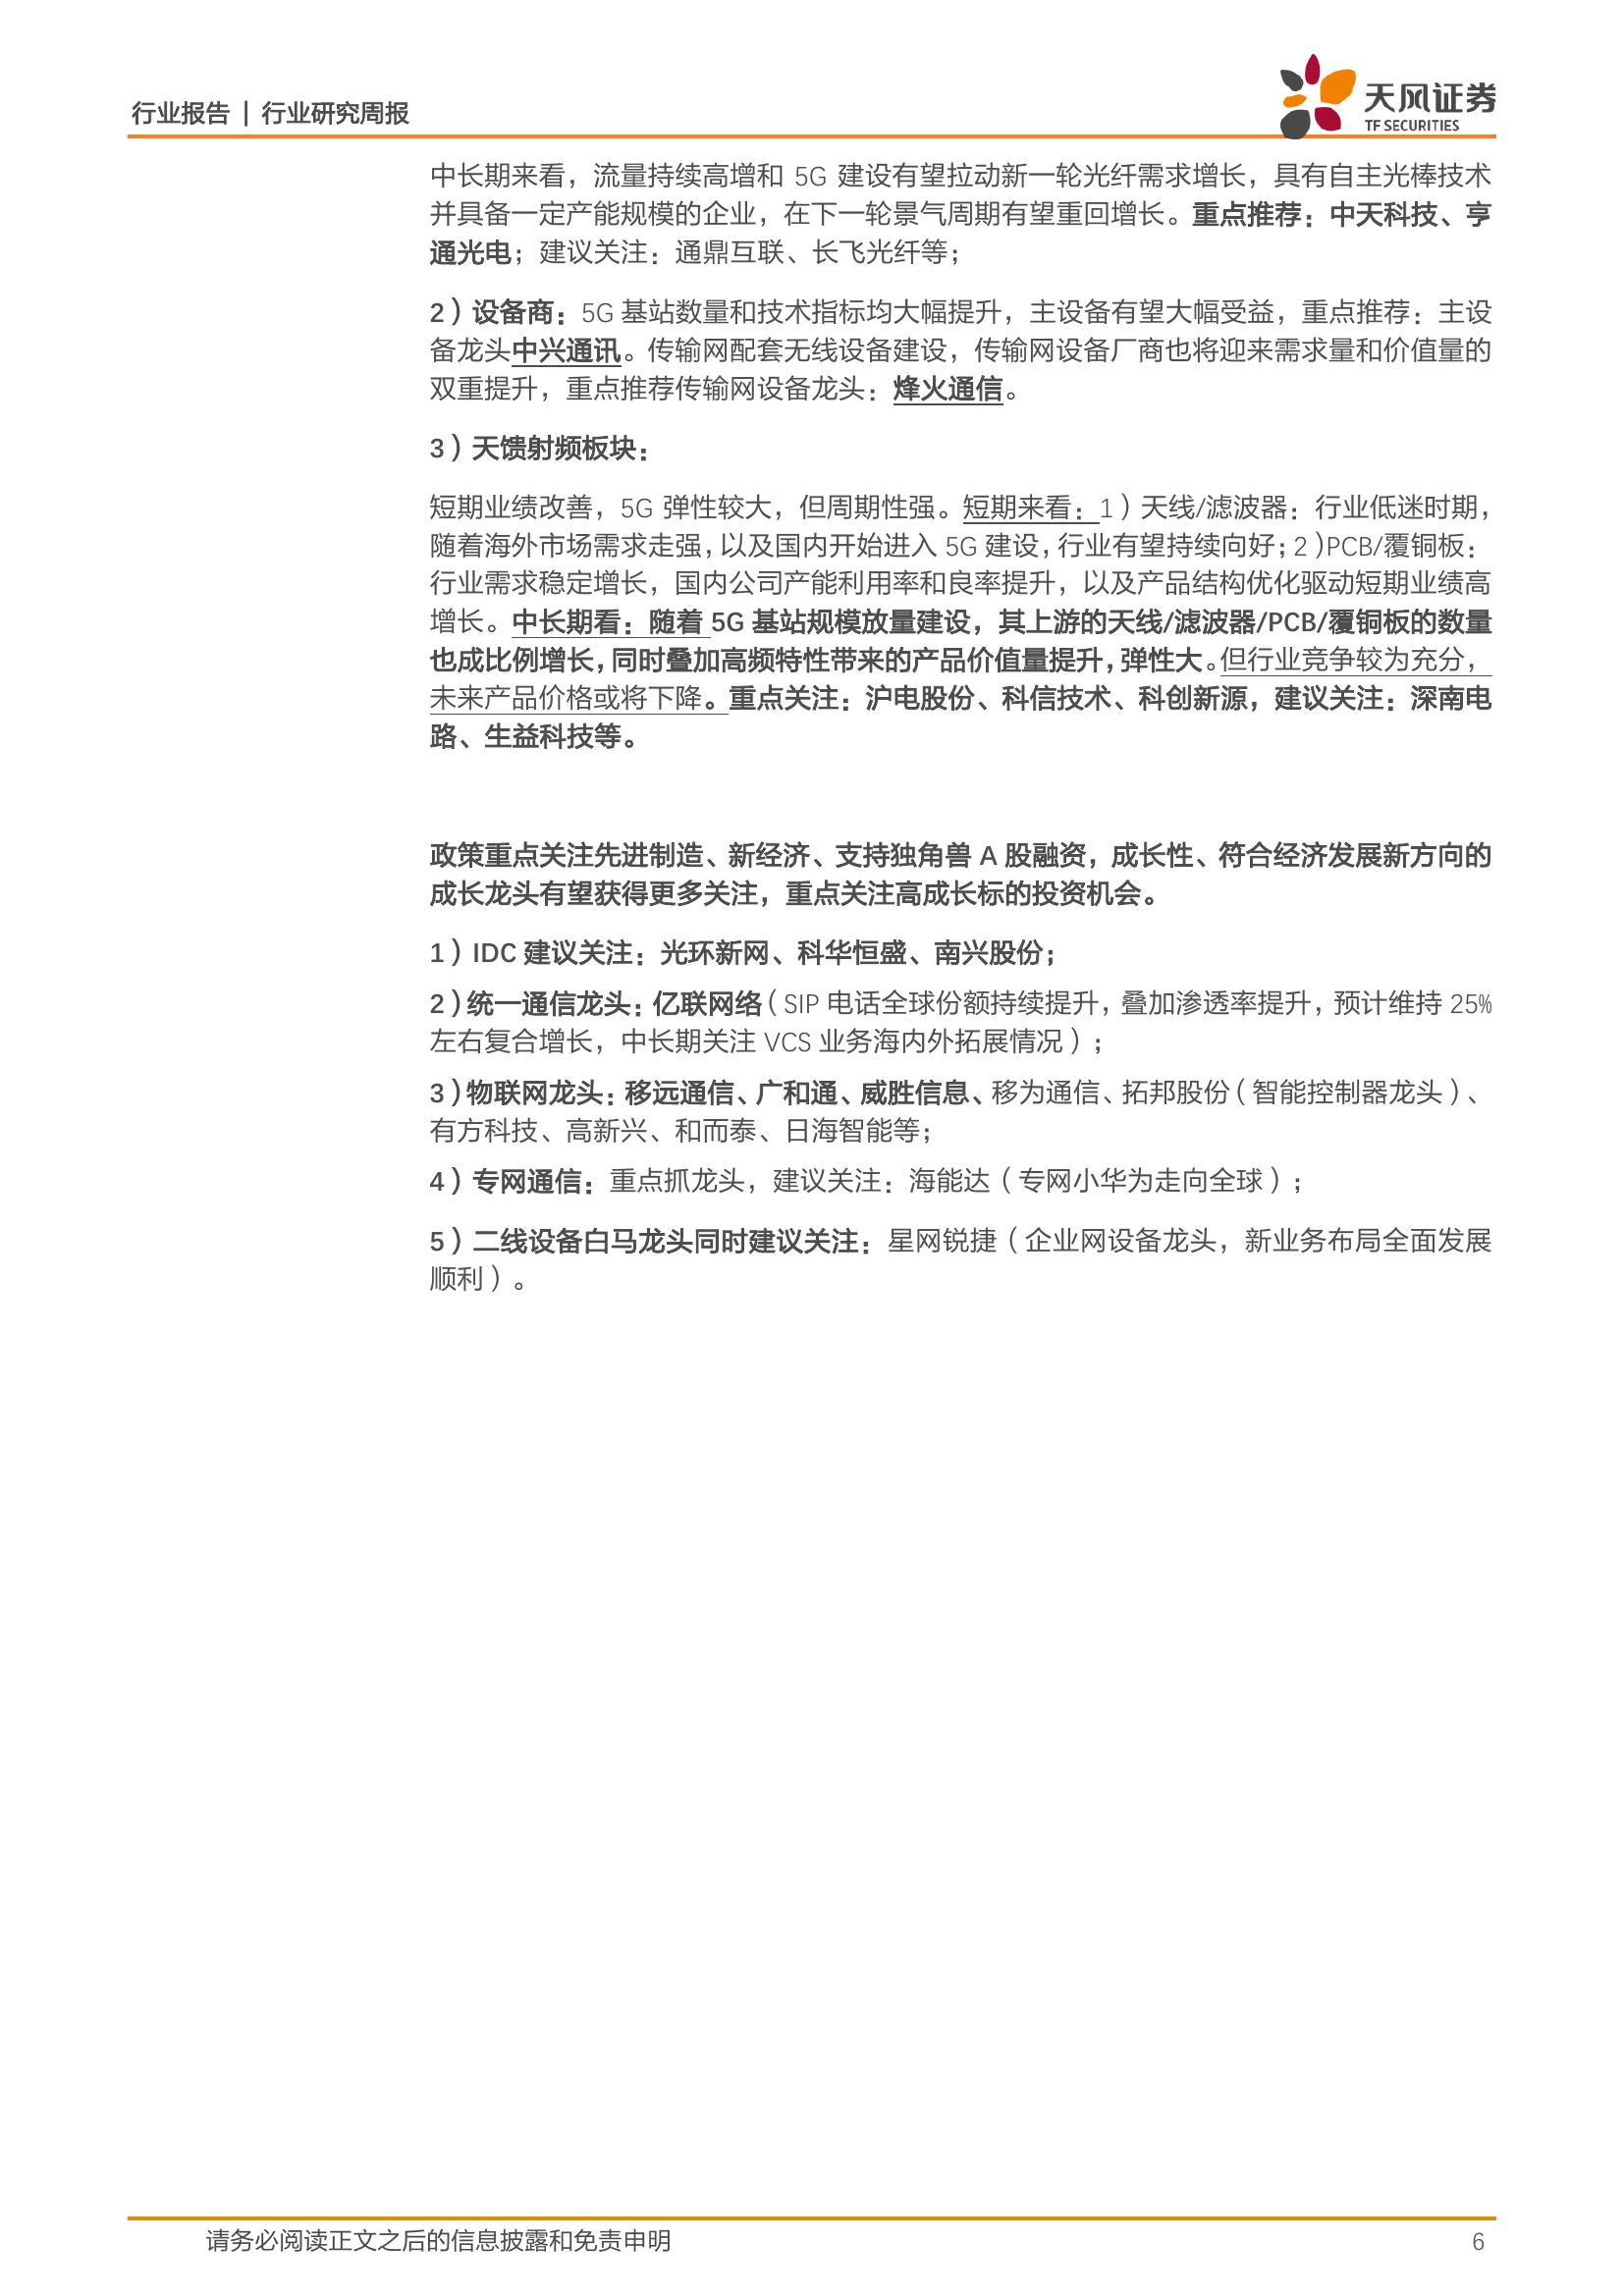 行业报告 | 行业研究周报
天风证券
TF SECURITIES
中长期来看，流量持续高增和 5G 建设有望拉动新一轮光纤需求增长，具有自主光棒技术
并具备一定产能规模的企业，在下一轮景气周期有望重回增长。重点推荐：中天科技、亨
通光电；建议关注：通鼎互联、长飞光纤等；
2）设备商：5G 基站数量和技术指标均大幅提升，主设备有望大幅受益，重点推荐：主设
备龙头中兴通讯。传输网配套无线设备建设，传输网设备厂商也将迎来需求量和价值量的
双重提升，重点推荐传输网设备龙头：烽火通信。
3）天馈射频板块：
短期业绩改善，5G 弹性较大，但周期性强。短期来看：1）天线/滤波器：行业低迷时期，
随着海外市场需求走强，以及国内开始进入 5G 建设，行业有望持续向好；2）PCB/覆铜板：
行业需求稳定增长，国内公司产能利用率和良率提升，以及产品结构优化驱动短期业绩高
增长。中长期看：随着 5G 基站规模放量建设，其上游的天线/滤波器/PCB/覆铜板的数量
也成比例增长，同时叠加高频特性带来的产品价值量提升，弹性大。但行业竞争较为充分，
未来产品价格或将下降。重点关注：沪电股份、科信技术、科创新源，建议关注：深南电
路、生益科技等。
政策重点关注先进制造、新经济、支持独角兽 A 股融资，成长性、符合经济发展新方向的
成长龙头有望获得更多关注，重点关注高成长标的投资机会。
1）IDC 建议关注：光环新网、科华恒盛、南兴股份；
2）统一通信龙头：亿联网络（SIP 电话全球份额持续提升，叠加渗透率提升，预计维持 25%
左右复合增长，中长期关注 VCS 业务海内外拓展情况）；
3）物联网龙头：移远通信、广和通、威胜信息、移为通信、拓邦股份（智能控制器龙头）、
有方科技、高新兴、和而泰、日海智能等；
4）专网通信：重点抓龙头，建议关注：海能达（专网小华为走向全球）；
5）二线设备白马龙头同时建议关注：星网锐捷（企业网设备龙头，新业务布局全面发展
顺利）。
请务必阅读正文之后的信息披露和免责申明
6